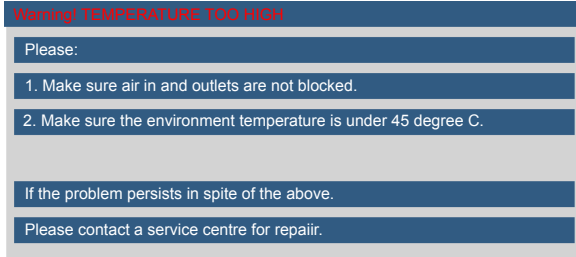 Warning! TEMPERATURE TOO HIGH
Please:
1. Make sure air in and outlets are not blocked.
2. Make sure the environment temperature is under 45 degree C.
If the problem persists in spite of the above.
Please contact a service centre for repaiir.